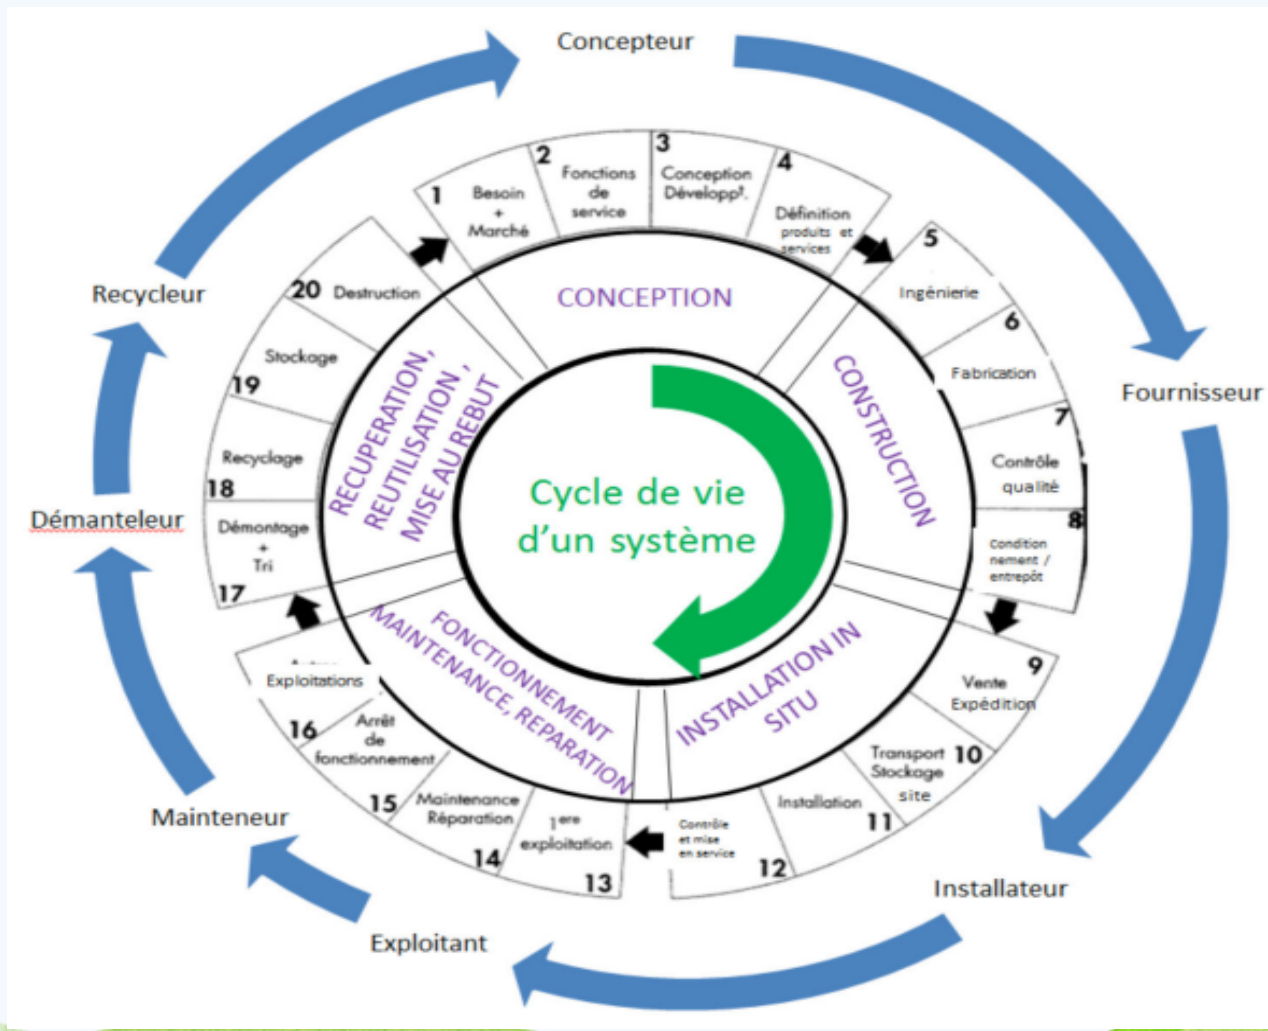 Concepteur
1
Besoin
+
Marché
2
Fonctions
de
service
3
Conception
Développt.
4
Définition
produits et
services
CONCEPTION
5
Ingénierie
6
Fabrication
7
Contrôle
qualité
8
Condition
nement /
entrepôt
CONSTRUCTION
Fournisseur
9
Vente
Expédition
10
Transport
Stockage
site
11
Installation
12
Contrôle
et mise
en service
INSTALLATION IN
SITU
Installateur
13
1ere
exploitation
14
Maintenance
Réparation
15
Arrêt
de
fonctionnement
16
Exploitations
FONCTIONNEMENT
MAINTENANCE, REPARATION
Exploitant
Mainteneur
17
Démontage
+
Tri
18
Recyclage
19
Stockage
20
Destruction
RECUPERATION,
REUTILISATION,
MISE AU REBUT
Démanteleur
Recycleur
Cycle de vie
d'un système